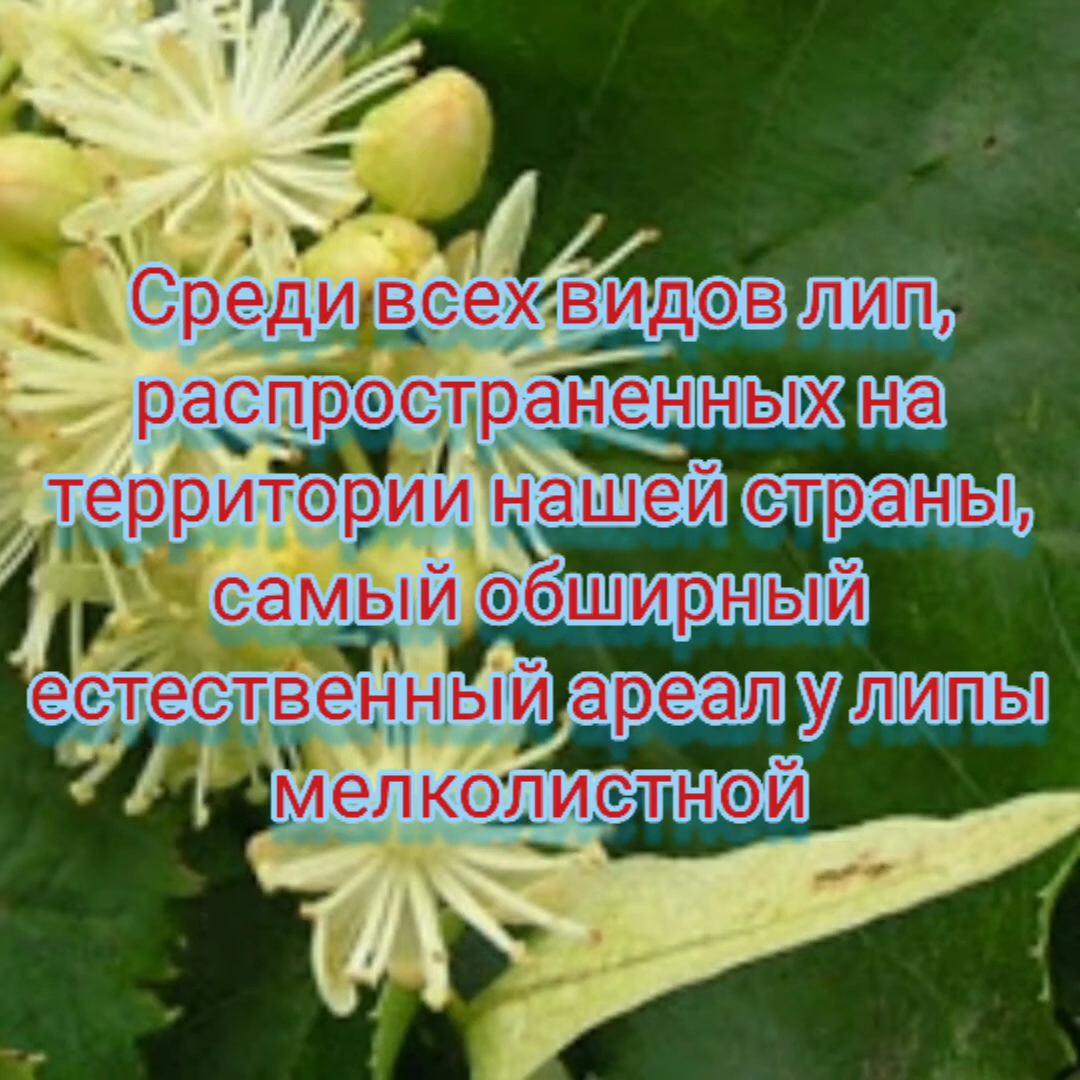 Среди всех видов лип,
распространенных на
территории нашей страны,
самый обширный
естественный ареал у липы
мелколистной